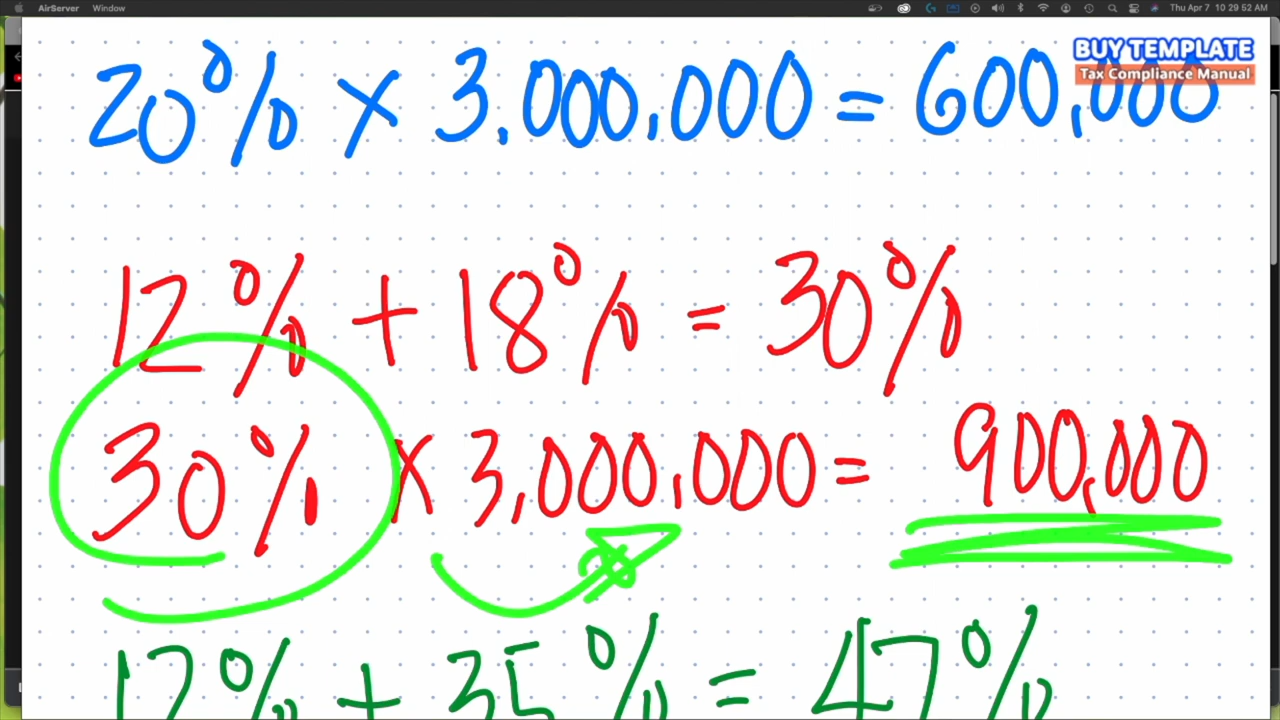 AirServer Window Thu Apr 7 10 29 52 AM
BUY TEMPLATE
Tax Compliance Manual
20% × 3,000,000 = 600,000
12% + 18% = 30%
30% × 3,000,000 = 900,000
12% + 35% = 47%